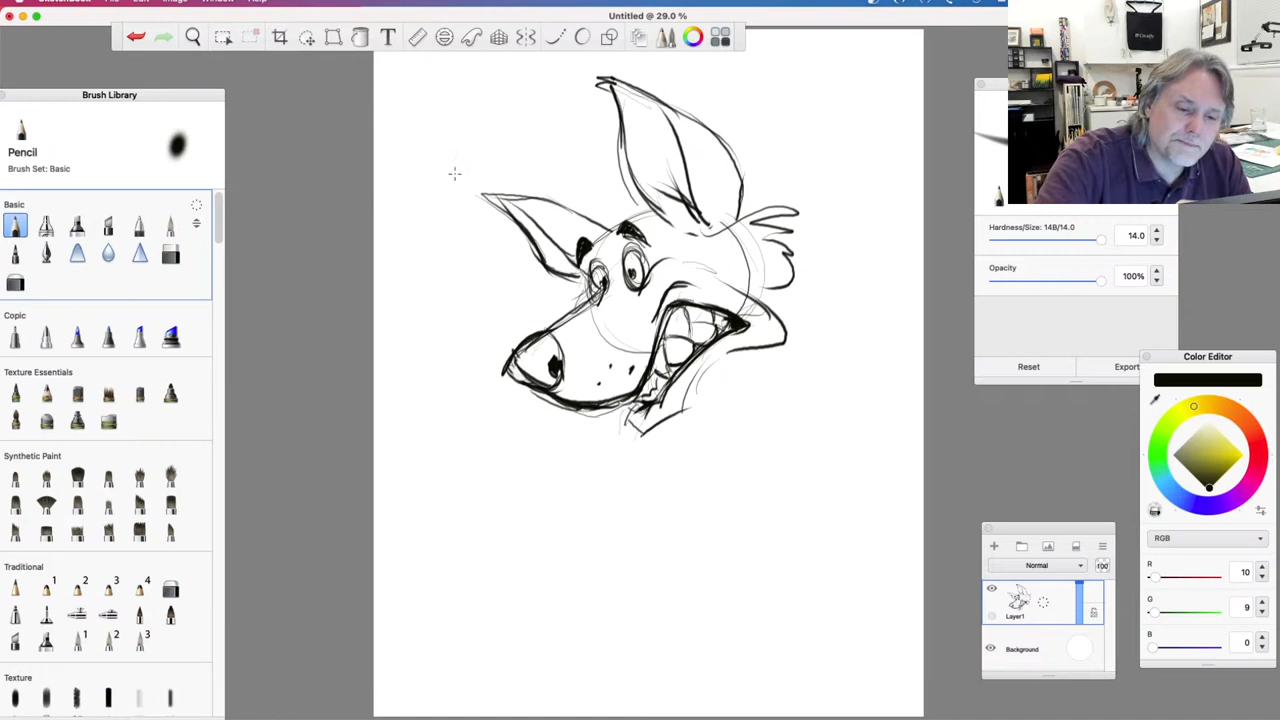 Untitled @ 29.0 %
T
Brush Library
Pencil
Brush Set: Basic
Basic
Copic
Texture Essentials
Synthetic Paint
Traditional
1
2
3
4
1
2
3
Texture
Hardness/Size: 14B/14.0
14.0
Opacity
100%
Reset
Export
Color Editor
RGB
R
10
G
9
B
0
Normal
100
Layer1
Background